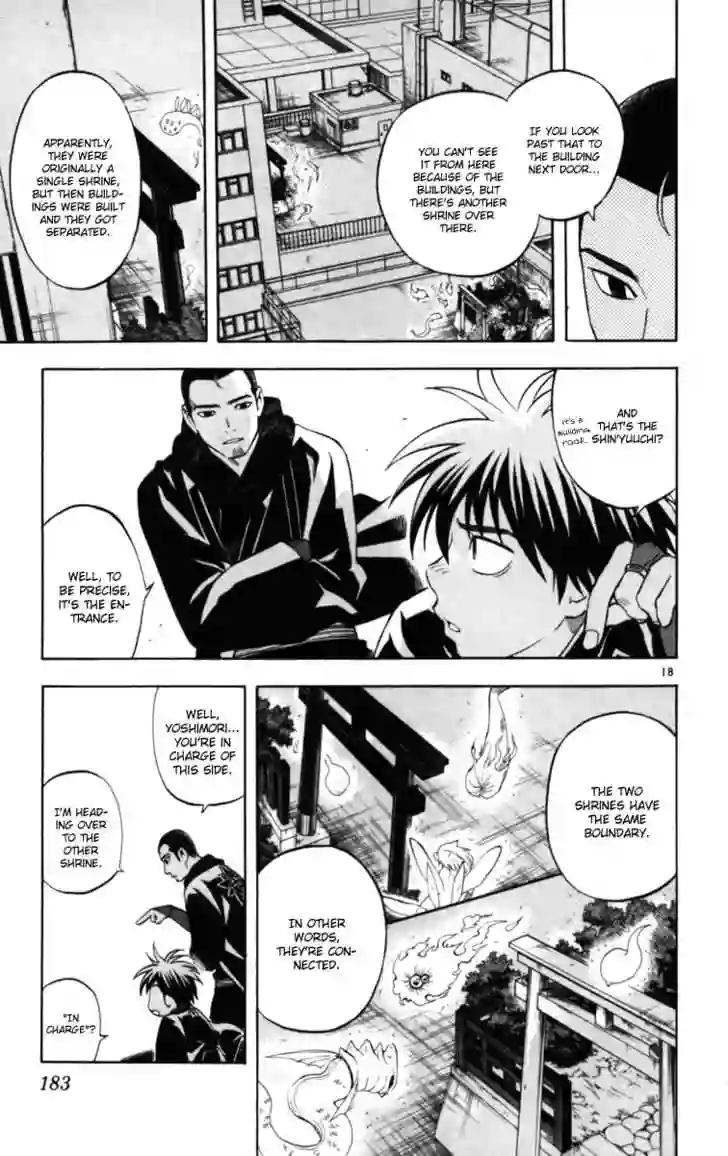 IF YOU LOOK
PAST THAT TO
THE BUILDING
NEXT
DOOR...
YOU CAN'T SEE
IT FROM HERE
BECAUSE OF THE
BUILDINGS, BUT
THERE'S ANOTHER
SHRINE OVER
THERE.
APPARENTLY,
THEY WERE
ORIGINALLY A
SINGLE SHRINE,
BUT THEN BUILD-
INGS WERE BUILT
AND THEY GOT
SEPARATED.
AND
THAT'S THE
SHIN'YUUCHI?
It's a
building
roof...
WELL, TO
BE PRECISE,
IT'S THE EN-
TRANCE.
18
THE TWO
SHRINES HAVE
THE SAME
BOUNDARY.
IN OTHER
WORDS,
THEY'RE CON-
NECTED.
WELL,
YOSHIMORI...
YOU'RE IN
CHARGE OF
THIS SIDE.
I'M HEAD-
ING OVER
TO THE
OTHER
SHRINE.
"IN
CHARGE"?
183